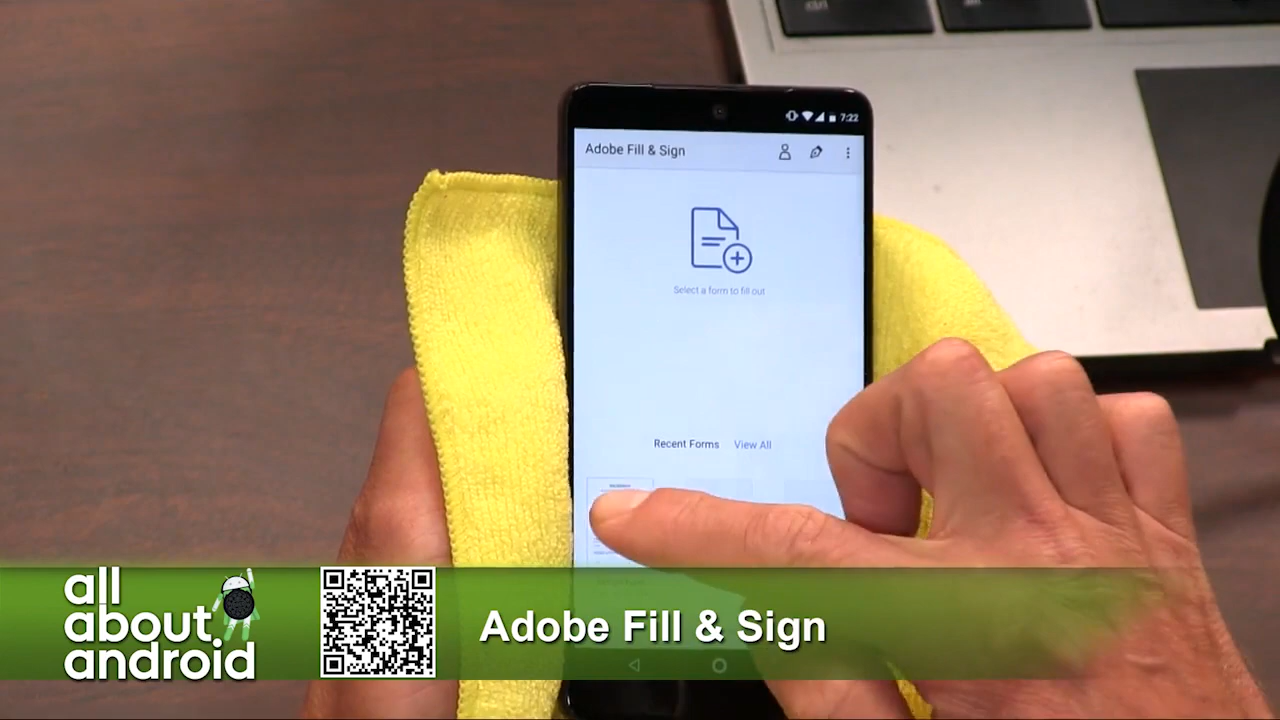 ctrl
7:22
Adobe Fill & Sign
Select a form to fill out
Recent Forms View All
all
about
android
Adobe Fill & Sign